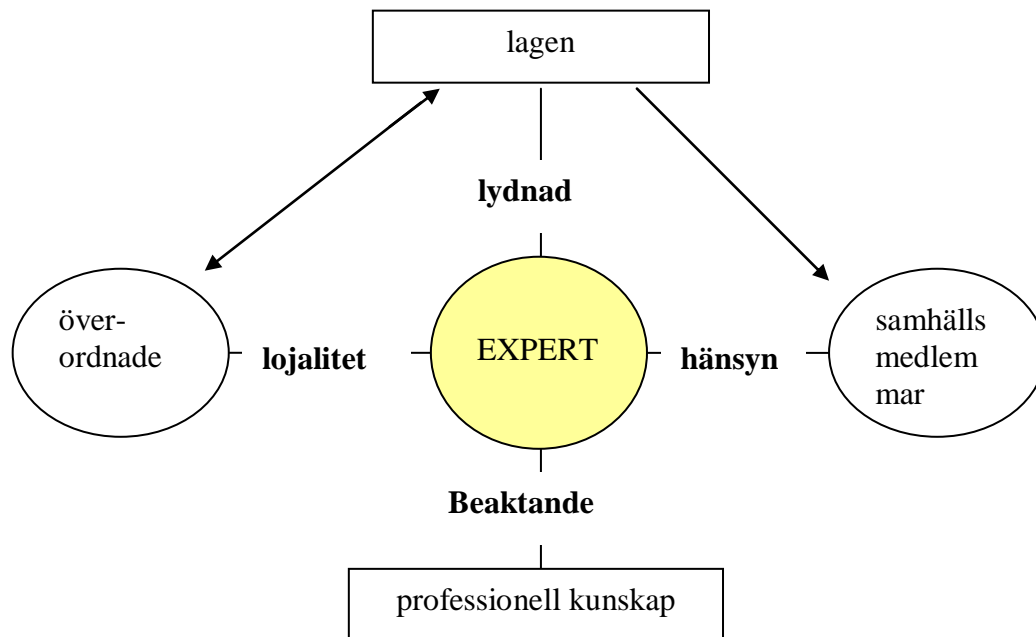 lagen
lydnad
över-
ordnade
lojalitet
EXPERT
hänsyn
samhälls
medlem
mar
Beaktande
professionell kunskap